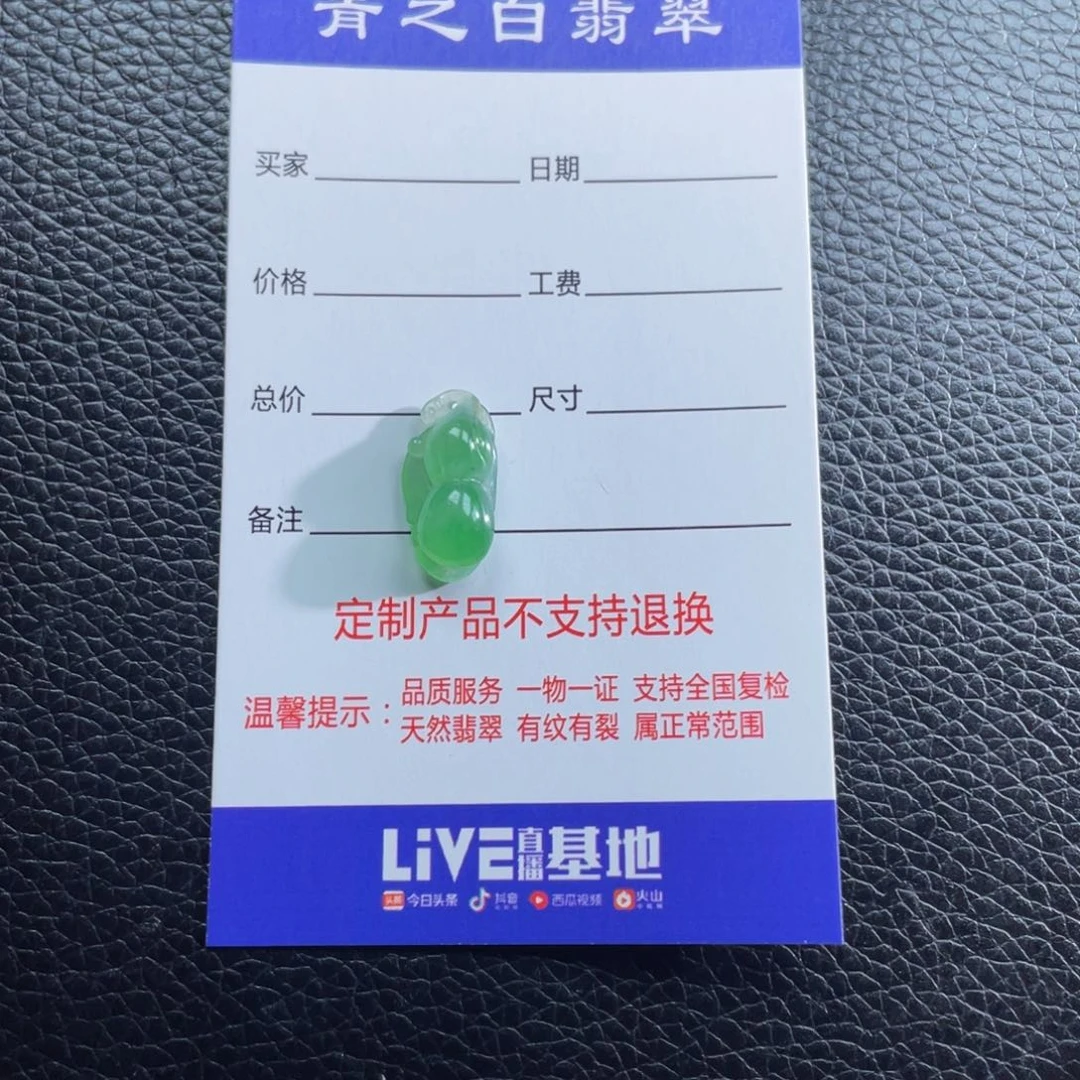 青之百翡翠
买家 日期
价格 工费
总价 尺寸
备注
定制产品不支持退换
温馨提示：品质服务 一物一证 支持全国复检
天然翡翠 有纹有裂 属正常范围
LiVE直播基地
头条 今日头条 抖音 西瓜视频 火山